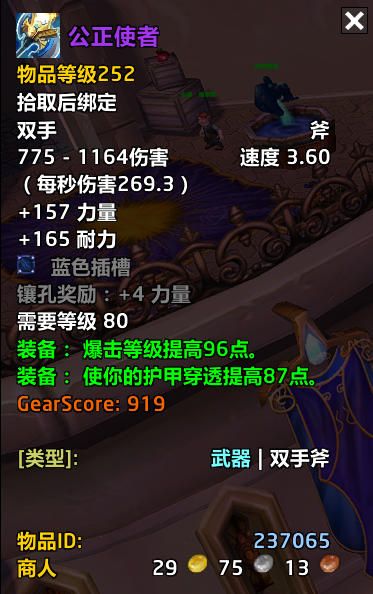 公正使者
物品等级252
拾取后绑定
双手 斧
775 - 1164伤害 速度 3.60
（每秒伤害269.3）
+157 力量
+165 耐力
蓝色插槽
镶孔奖励：+4 力量
需要等级 80
装备： 爆击等级提高96点。
装备： 使你的护甲穿透提高87点。
GearScore: 919
[类型]: 武器 | 双手斧
物品ID: 237065
商人 29 75 13